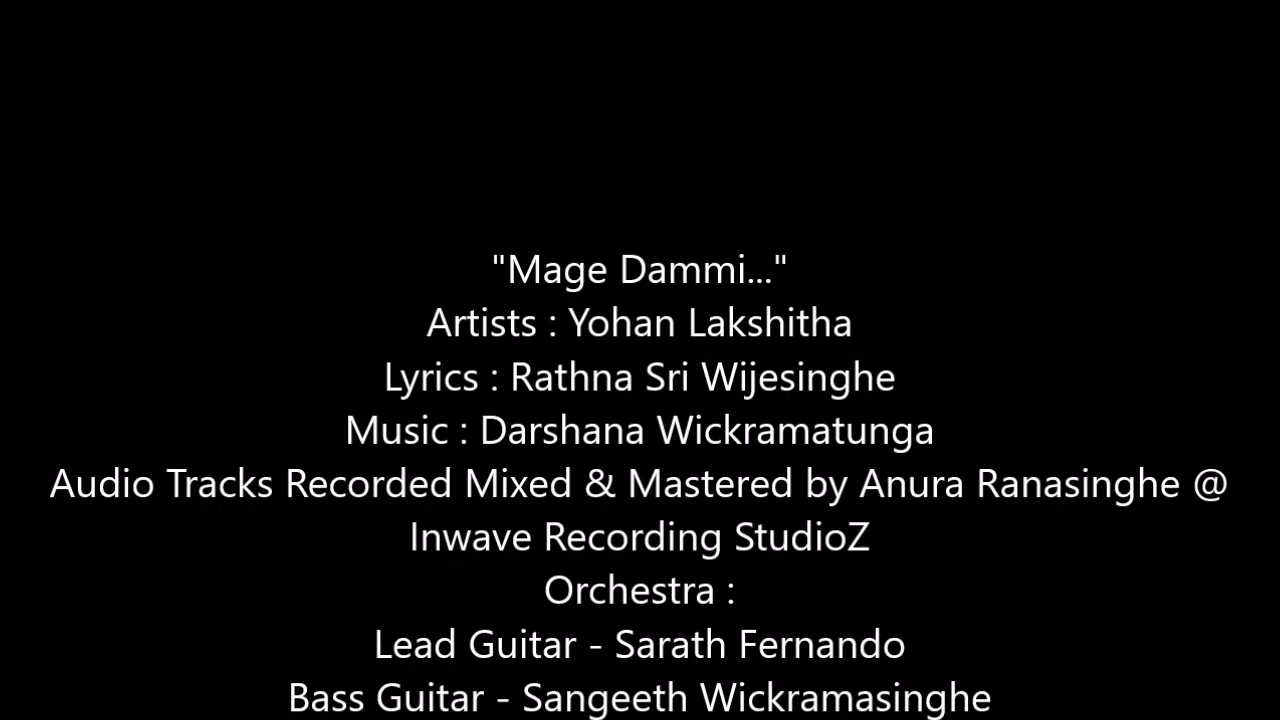 "Mage Dammi..."
Artists : Yohan Lakshitha
Lyrics : Rathna Sri Wijesinghe
Music : Darshana Wickramatunga
Audio Tracks Recorded Mixed & Mastered by Anura Ranasinghe @
Inwave Recording StudioZ
Orchestra :
Lead Guitar - Sarath Fernando
Bass Guitar - Sangeeth Wickramasinghe